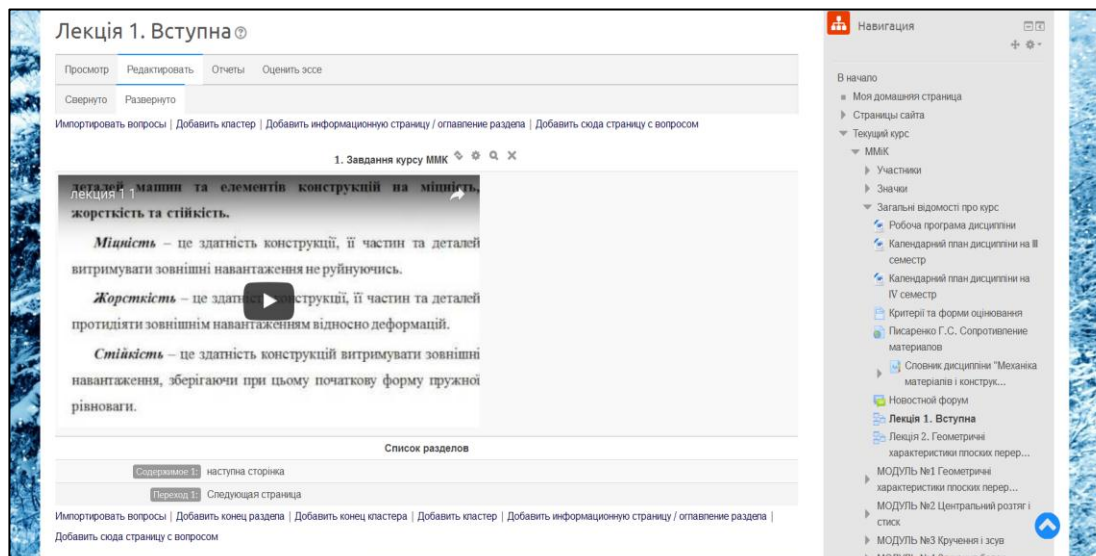 Лекція 1. Вступна
Просмотр Редактировать Отчеты Оценить эссе
Свернуто Развернуто
Импортировать вопросы | Добавить кластер | Добавить информационную страницу / оглавление раздела | Добавить сюда страницу с вопросом
1. Завдання курсу ММК
лекция 1 1
деталей машин та елементів конструкцій на міцність,
жорсткість та стійкість.
Міцність – це здатність конструкції, її частин та деталей
витримувати зовнішні навантаження не руйнуючись.
Жорсткість – це здатність конструкції, її частин та деталей
протидіяти зовнішнім навантаженням відносно деформацій.
Стійкість – це здатність конструкцій витримувати зовнішні
навантаження, зберігаючи при цьому початкову форму пружної
рівноваги.
Список разделов
Содержимое 1: наступна сторінка
Переход 1: Следующая страница
Импортировать вопросы | Добавить конец раздела | Добавить конец кластера | Добавить кластер | Добавить информационную страницу / оглавление раздела |
Добавить сюда страницу с вопросом
Навигация
В начало
Моя домашняя страница
Страницы сайта
Текущий курс
ММіК
Участники
Значки
Загальні відомості про курс
Робоча програма дисципліни
Календарний план дисципліни на III
семестр
Календарний план дисципліни на
IV семестр
Критерії та форми оцінювання
Писаренко Г.С. Сопротивление
материалов
Словник дисципліни "Механіка
матеріалів і конструк...
Новостной форум
Лекція 1. Вступна
Лекція 2. Геометричні
характеристики плоских перер...
МОДУЛЬ №1 Геометричні
характеристики плоских перер...
МОДУЛЬ №2 Центральний розтяг і
стиск
МОДУЛЬ №3 Кручення і зсув